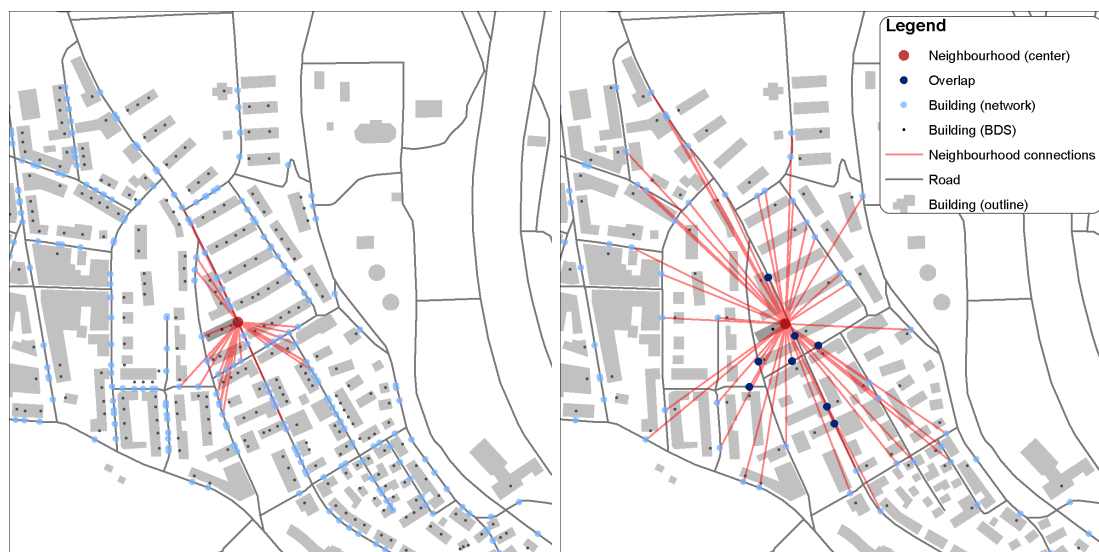 Legend
Neighbourhood (center)
Overlap
Building (network)
Building (BDS)
Neighbourhood connections
Road
Building (outline)